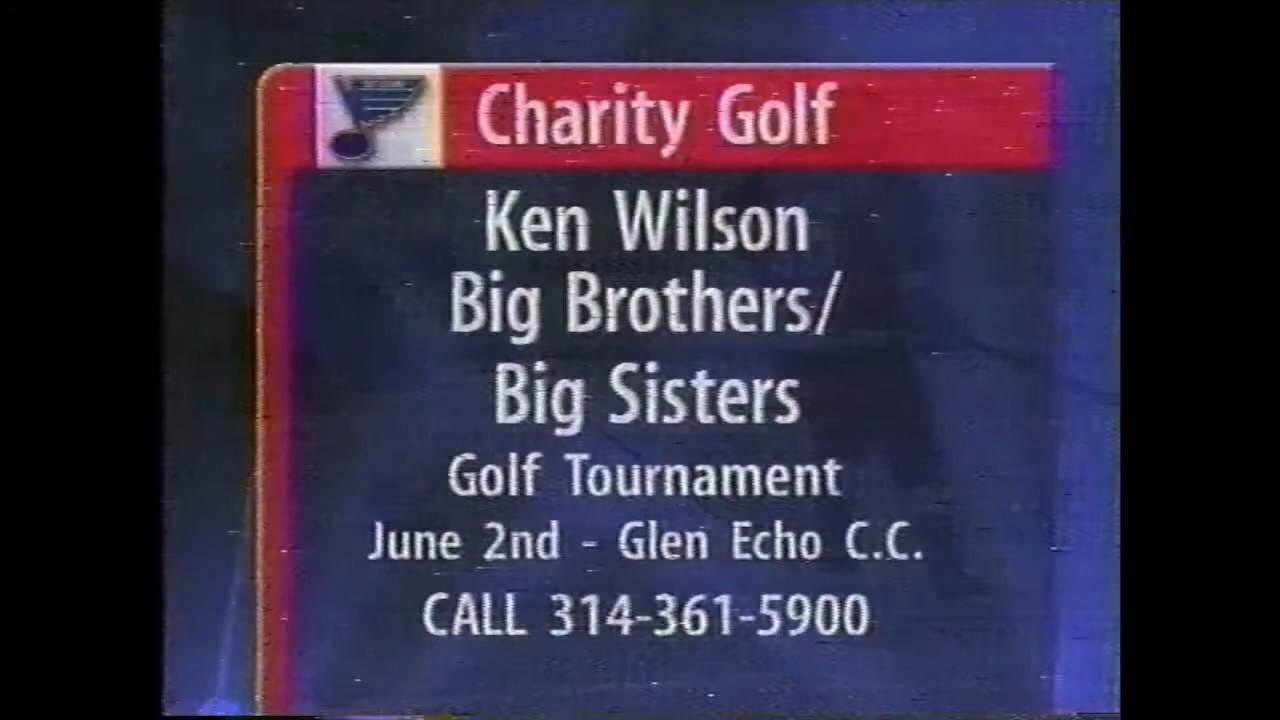 Charity Golf
Ken Wilson
Big Brothers/
Big Sisters
Golf Tournament
June 2nd - Glen Echo C.C.
CALL 314-361-5900